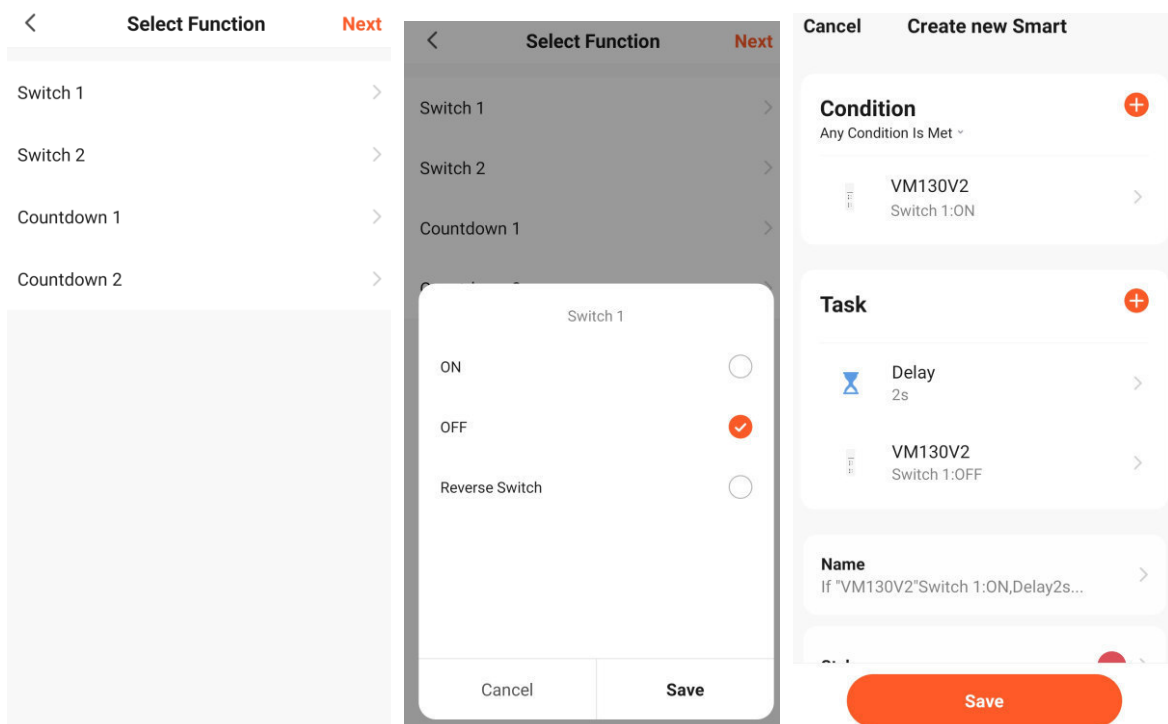 Select Function
Next
Switch 1
Switch 2
Countdown 1
Countdown 2
Select Function
Next
Switch 1
Switch 2
Countdown 1
Switch 1
ON
OFF
Reverse Switch
Cancel
Save
Cancel
Create new Smart
Condition
Any Condition Is Met
VM130V2
Switch 1:ON
Task
Delay
2s
VM130V2
Switch 1:OFF
Name
If "VM130V2"Switch 1:ON,Delay2s...
Save